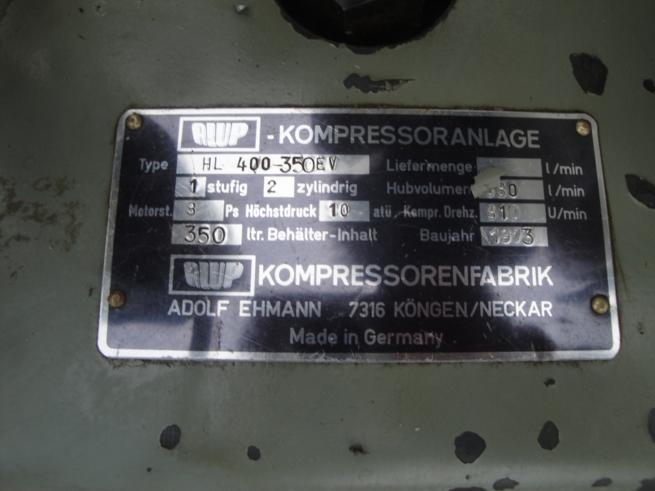 ALUP - KOMPRESSORANLAGE
Type HL 400-350EV Liefermenge l/min
1 stufig 2 zylindrig Hubvolumen l/min
Motorst. 3 Ps Höchstdruck 10 atü, Kompr. Drehz. U/min
350 ltr. Behälter-Inhalt Baujahr 1973
ALUP KOMPRESSORENFABRIK
ADOLF EHMANN 7316 KÖNGEN/NECKAR
Made in Germany